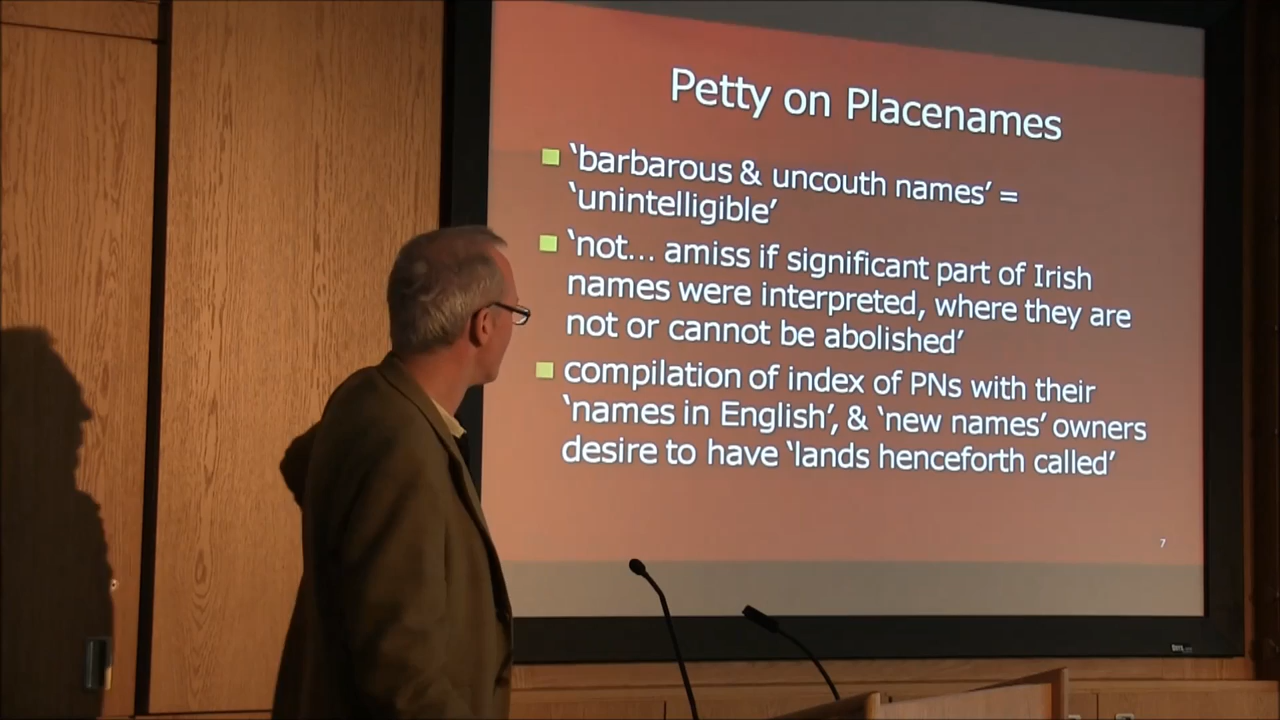 Petty on Placenames
‘barbarous & uncouth names’ =
‘unintelligible’
‘not... amiss if significant part of Irish
names were interpreted, where they are
not or cannot be abolished’
compilation of index of PNs with their
‘names in English’, & ‘new names’ owners
desire to have ‘lands henceforth called’
7